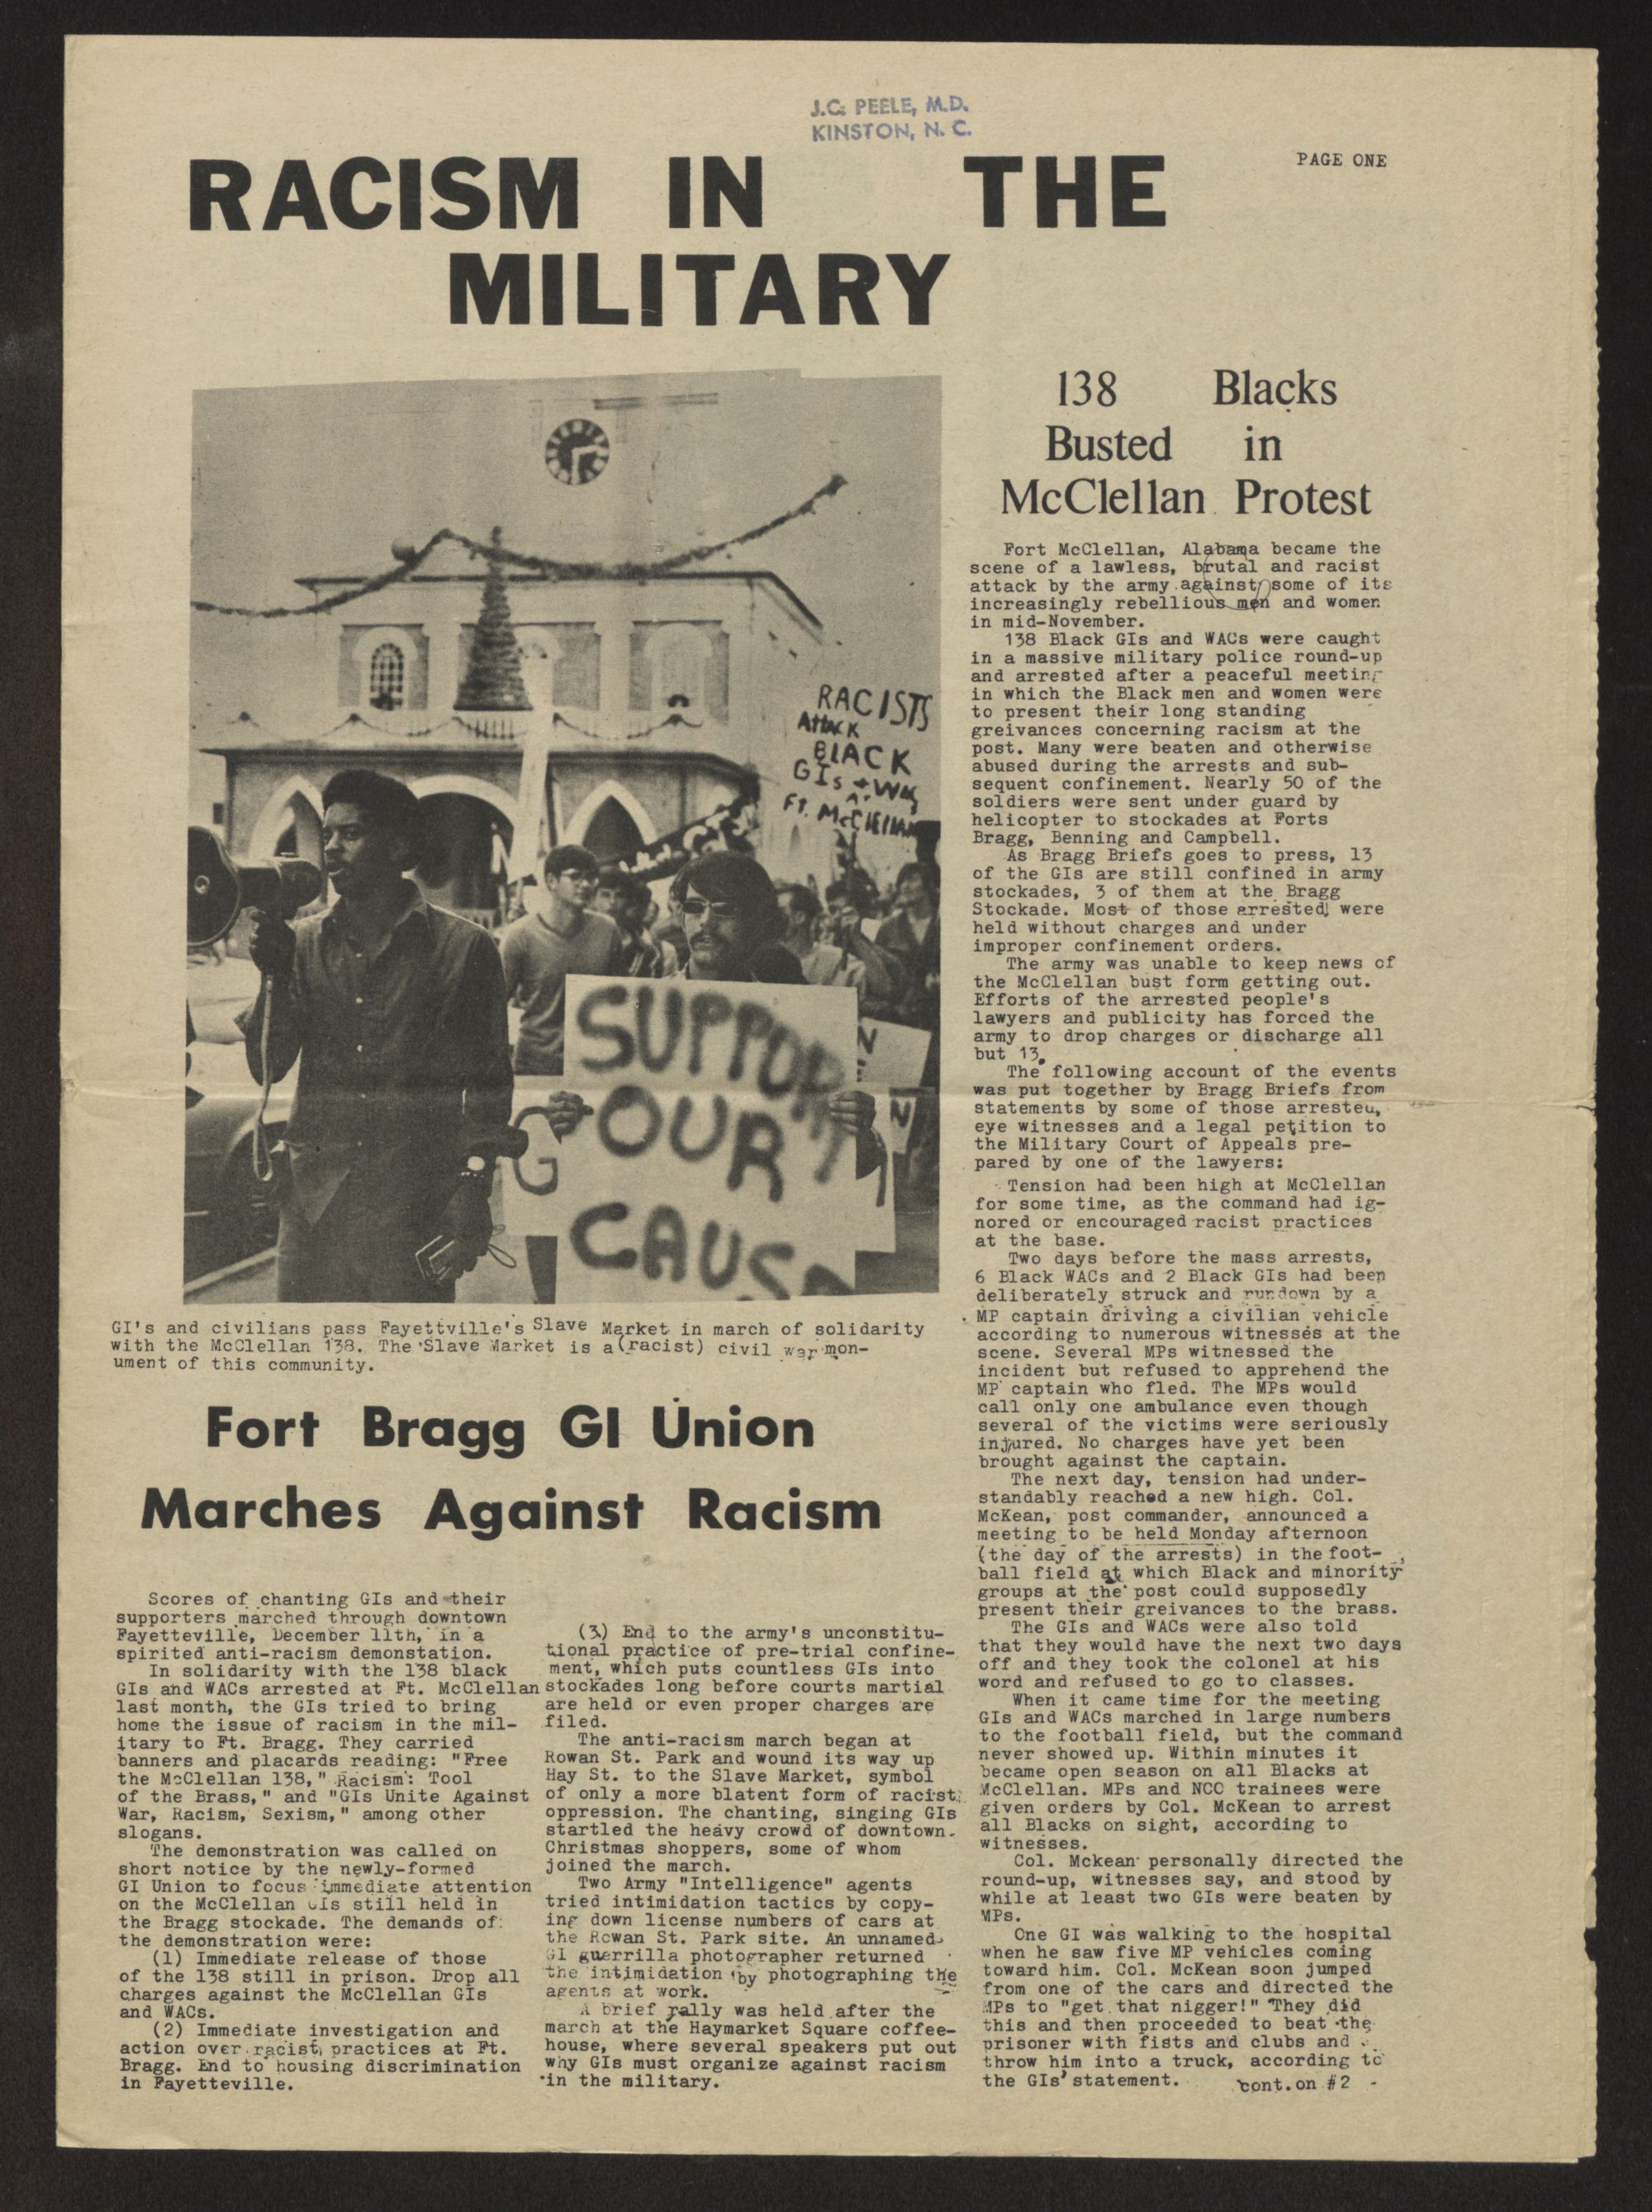 J.C. PEELE, M.D.
KINSTON, N. C.
PAGE ONE
RACISM IN THE
MILITARY
RACISTS
Attack
BLACK
GIs +
Ft. McClellan
SUPPORT
OUR
CAUS
GI's and civilians pass Fayettville's Slave Market in march of solidarity
with the McClellan 138. The Slave Market is a (racist) civil war mon-
ument of this community.
Fort Bragg GI Union
Marches Against Racism
Scores of chanting GIs and their
supporters marched through downtown
Fayetteville, December 11th, in a
spirited anti-racism demonstation.
In solidarity with the 138 black
GIs and WACs arrested at Ft. McClellan
last month, the GIs tried to bring
home the issue of racism in the mil-
itary to Ft. Bragg. They carried
banners and placards reading: "Free
the McClellan 138," Racism: Tool
of the Brass," and "GIs Unite Against
War, Racism, Sexism," among other
slogans.
The demonstration was called on
short notice by the newly-formed
GI Union to focus immediate attention
on the McClellan GIs still held in
the Bragg stockade. The demands of
the demonstration were:
(1) Immediate release of those
of the 138 still in prison. Drop all
charges against the McClellan GIs
and WACs.
(2) Immediate investigation and
action over racist practices at Ft.
Bragg. End to housing discrimination
in Fayetteville.
(3) End to the army's unconstitu-
tional practice of pre-trial confine-
ment, which puts countless GIs into
stockades long before courts martial
are held or even proper charges are
filed.
The anti-racism march began at
Rowan St. Park and wound its way up
Hay St. to the Slave Market, symbol
of only a more blatent form of racist
oppression. The chanting, singing GIs
startled the heavy crowd of downtown
Christmas shoppers, some of whom
joined the march.
Two Army "Intelligence" agents
tried intimidation tactics by copy-
ing down license numbers of cars at
the Rowan St. Park site. An unnamed
GI guerrilla photographer returned
the intimidation by photographing the
agents at work.
A brief rally was held after the
march at the Haymarket Square coffee-
house, where several speakers put out
why GIs must organize against racism
in the military.
138 Blacks
Busted in
McClellan Protest
Fort McClellan, Alabama became the
scene of a lawless, brutal and racist
attack by the army against some of its
increasingly rebellious men and women
in mid-November.
138 Black GIs and WACs were caught
in a massive military police round-up
and arrested after a peaceful meeting
in which the Black men and women were
to present their long standing
greivances concerning racism at the
post. Many were beaten and otherwise
abused during the arrests and sub-
sequent confinement. Nearly 50 of the
soldiers were sent under guard by
helicopter to stockades at Forts
Bragg, Benning and Campbell.
As Bragg Briefs goes to press, 13
of the GIs are still confined in army
stockades, 3 of them at the Bragg
Stockade. Most of those arrested were
held without charges and under
improper confinement orders.
The army was unable to keep news of
the McClellan bust form getting out.
Efforts of the arrested people's
lawyers and publicity has forced the
army to drop charges or discharge all
but 13.
The following account of the events
was put together by Bragg Briefs from
statements by some of those arrested,
eye witnesses and a legal petition to
the Military Court of Appeals pre-
pared by one of the lawyers:
Tension had been high at McClellan
for some time, as the command had ig-
nored or encouraged racist practices
at the base.
Two days before the mass arrests,
6 Black WACs and 2 Black GIs had been
deliberately struck and rundown by a
MP captain driving a civilian vehicle
according to numerous witnesses at the
scene. Several MPs witnessed the
incident but refused to apprehend the
MP captain who fled. The MPs would
call only one ambulance even though
several of the victims were seriously
injured. No charges have yet been
brought against the captain.
The next day, tension had under-
standably reached a new high. Col.
McKean, post commander, announced a
meeting to be held Monday afternoon
(the day of the arrests) in the foot-
ball field at which Black and minority
groups at the post could supposedly
present their greivances to the brass.
The GIs and WACs were also told
that they would have the next two days
off and they took the colonel at his
word and refused to go to classes.
When it came time for the meeting
GIs and WACs marched in large numbers
to the football field, but the command
never showed up. Within minutes it
became open season on all Blacks at
McClellan. MPs and NCC trainees were
given orders by Col. McKean to arrest
all Blacks on sight, according to
witnesses.
Col. Mckean personally directed the
round-up, witnesses say, and stood by
while at least two GIs were beaten by
MPs.
One GI was walking to the hospital
when he saw five MP vehicles coming
toward him. Col. McKean soon jumped
from one of the cars and directed the
MPs to "get that nigger!" They did
this and then proceeded to beat the
prisoner with fists and clubs and
throw him into a truck, according to
the GIs' statement. cont. on #2